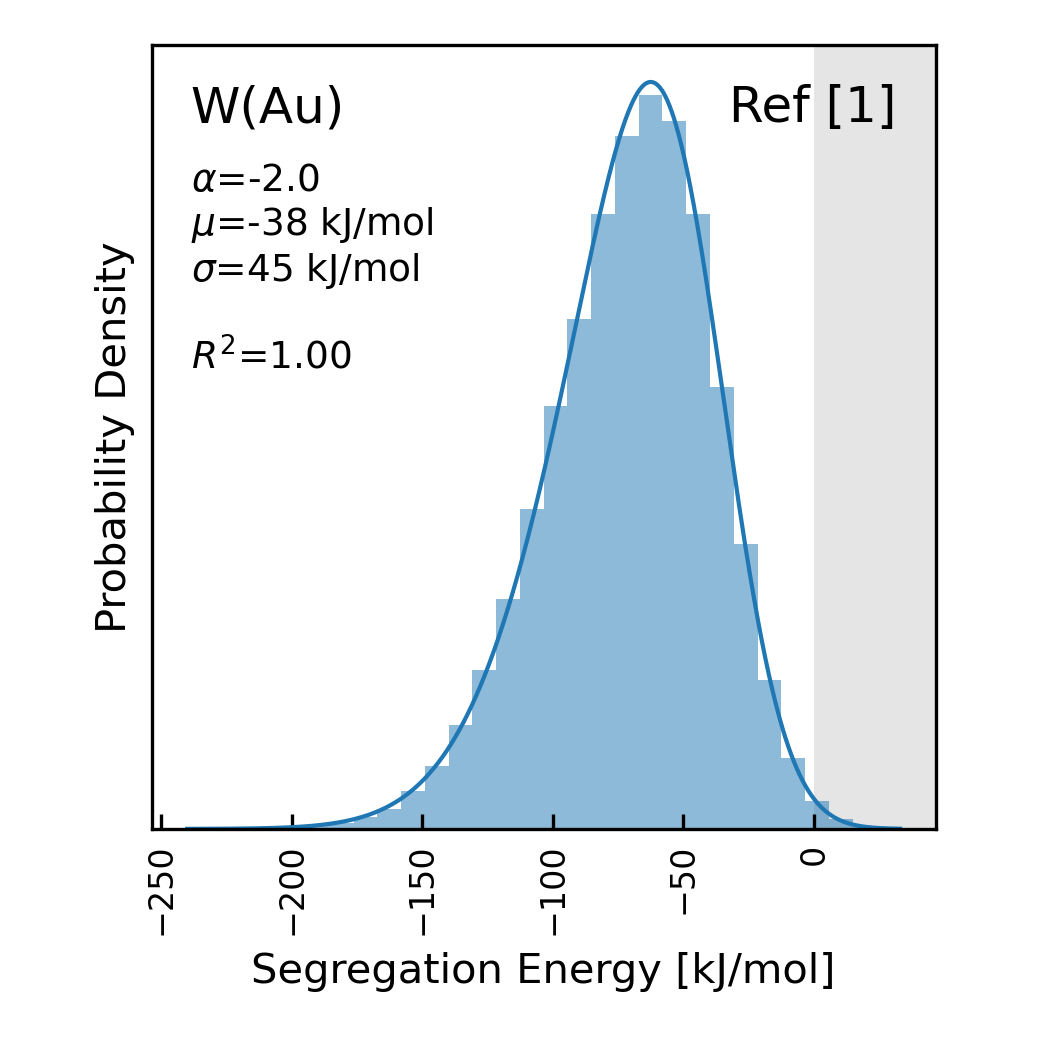 W(Au)
Ref [1]
α=-2.0
μ=-38 kJ/mol
σ=45 kJ/mol
R²=1.00
Probability Density
−250
−200
−150
−100
−50
0
Segregation Energy [kJ/mol]